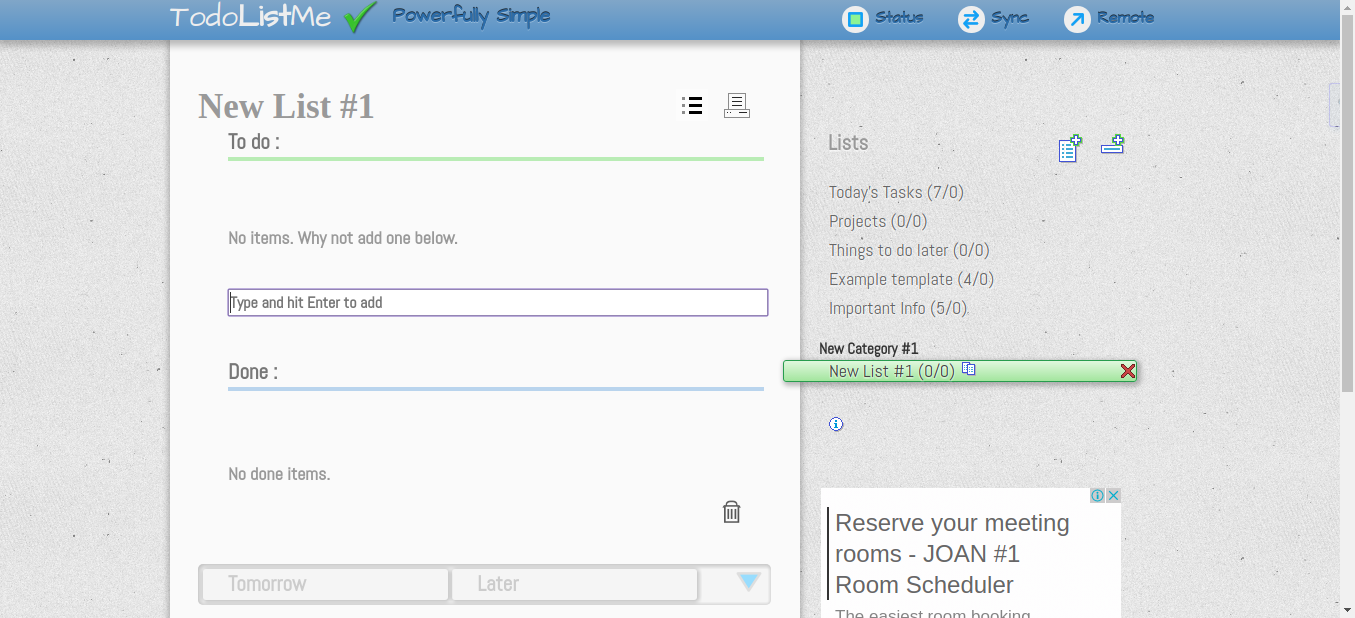 TodoListMe Powerfully Simple Status Sync Remote
New List #1
To do :
No items. Why not add one below.
Type and hit Enter to add
Done :
No done items.
Tomorrow Later
Lists
Today's Tasks (7/0)
Projects (0/0)
Things to do later (0/0)
Example template (4/0)
Important Info (5/0)
New Category #1
New List #1 (0/0)
Reserve your meeting
rooms - JOAN #1
Room Scheduler
The easiest room booking